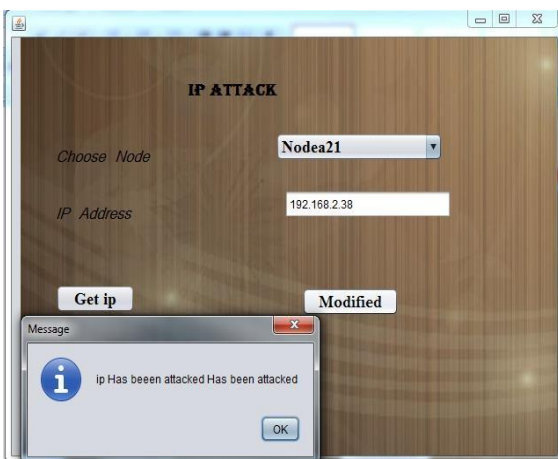 IP ATTACK
Choose Node
Nodea21
IP Address
192.168.2.38
Get ip
Modified
Message
ip Has beeen attacked Has been attacked
OK